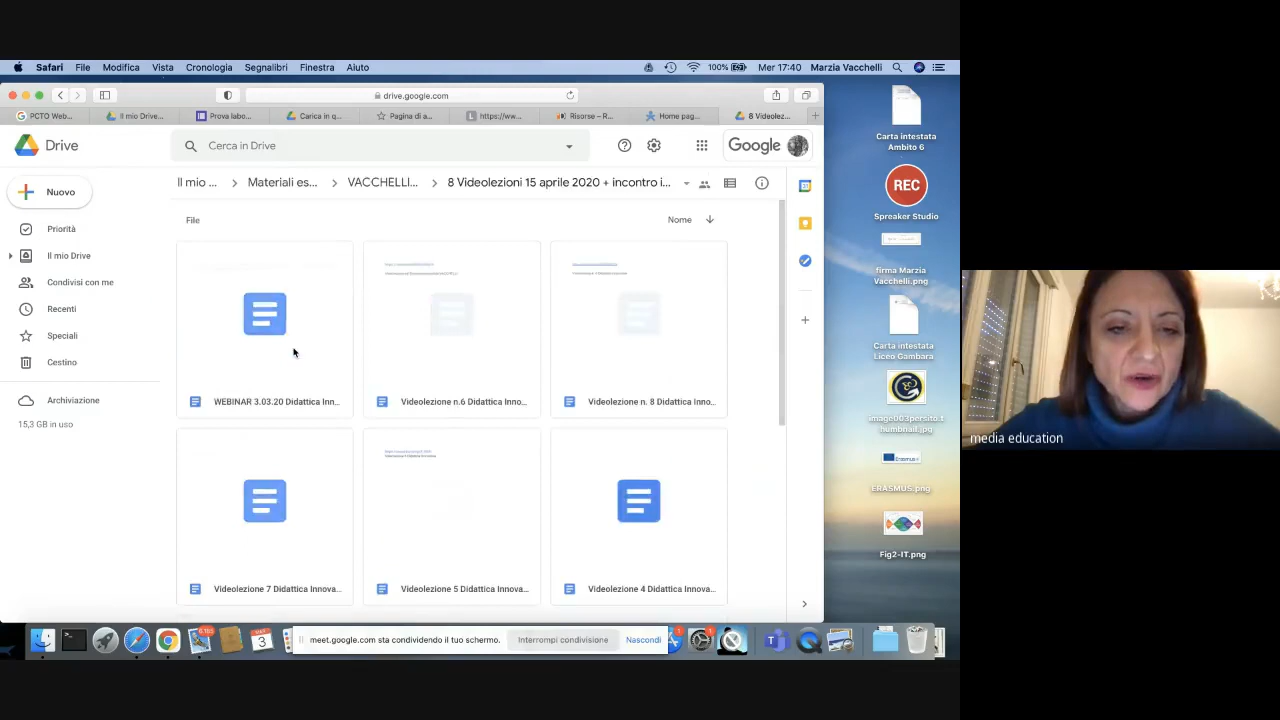 Safari File Modifica Vista Cronologia Segnalibri Finestra Aiuto 100% Mer 17:40 Marzia Vacchelli
drive.google.com
PCTO Web... Il mio Drive... Prova labo... Carica in q... Pagina di a... https://ww... Risorse – R... Home pag... 8 Videolez...
Drive Cerca in Drive Google
Nuovo
Il mio ... Materiali es... VACCHELLI... 8 Videolezioni 15 aprile 2020 + incontro i...
File Nome
Priorità
Il mio Drive
Condivisi con me
Recenti
Speciali
Cestino
Archiviazione
15,3 GB in uso
WEBINAR 3.03.20 Didattica Inn...
Videolezione n.6 Didattica Inno...
Videolezione n. 8 Didattica Inno...
Videolezione 7 Didattica Innova...
Videolezione 5 Didattica Innova...
Videolezione 4 Didattica Innova...
Carta intestata
Ambito 6
REC
Spreaker Studio
firma Marzia
Vacchelli.png
Carta intestata
Liceo Gambara
image003persito.t
humbnail.jpg
Erasmus+
ERASMUS.png
Fig2-IT.png
meet.google.com sta condividendo il tuo schermo. Interrompi condivisione Nascondi
3
media education